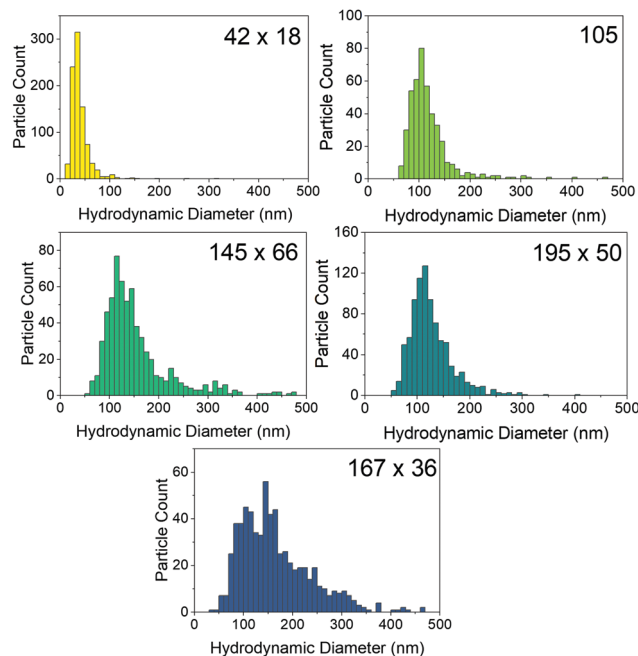 42 x 18
Particle Count
300
200
100
0
0 100 200 300 400 500
Hydrodynamic Diameter (nm)
105
Particle Count
100
80
60
40
20
0
0 100 200 300 400 500
Hydrodynamic Diameter (nm)
145 x 66
Particle Count
80
60
40
20
0
0 100 200 300 400 500
Hydrodynamic Diameter (nm)
195 x 50
Particle Count
160
120
80
40
0
0 100 200 300 400 500
Hydrodynamic Diameter (nm)
167 x 36
Particle Count
60
40
20
0
0 100 200 300 400 500
Hydrodynamic Diameter (nm)